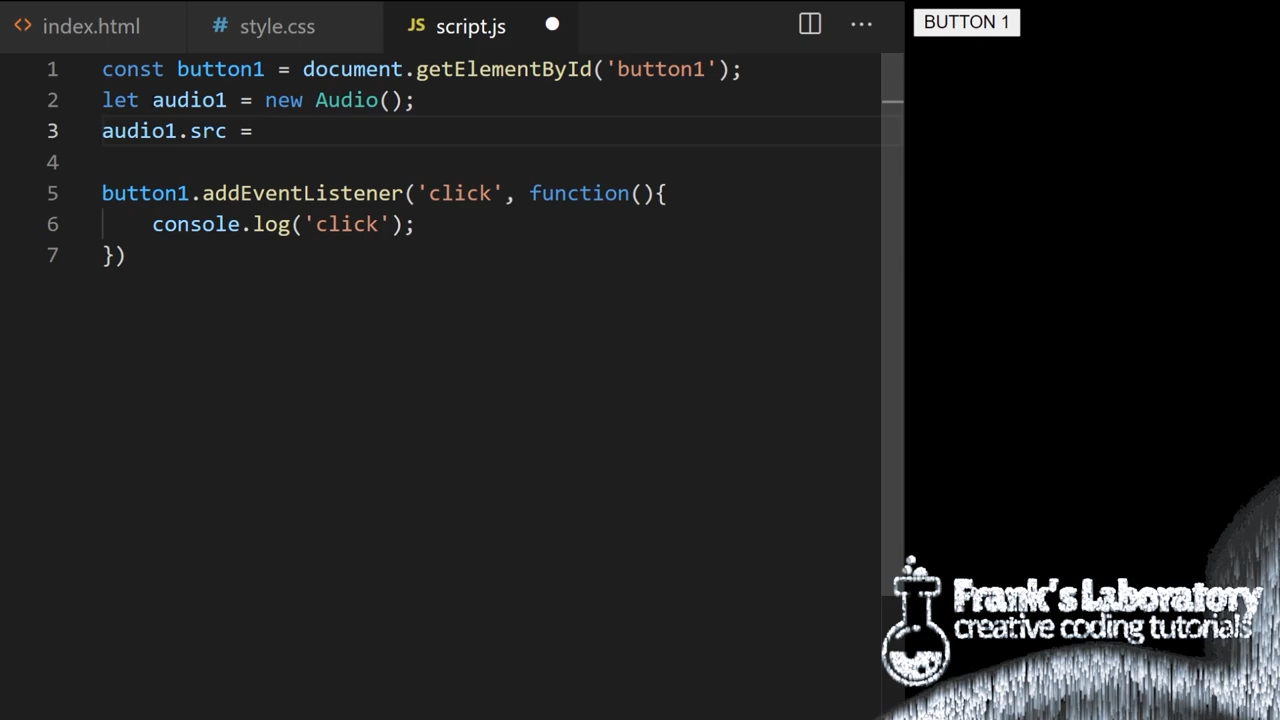 <> index.html # style.css JS script.js ● ···
1 const button1 = document.getElementById('button1');
2 let audio1 = new Audio();
3 audio1.src =
4
5 button1.addEventListener('click', function(){
6     console.log('click');
7 })
BUTTON 1
Frank's Laboratory
creative coding tutorials